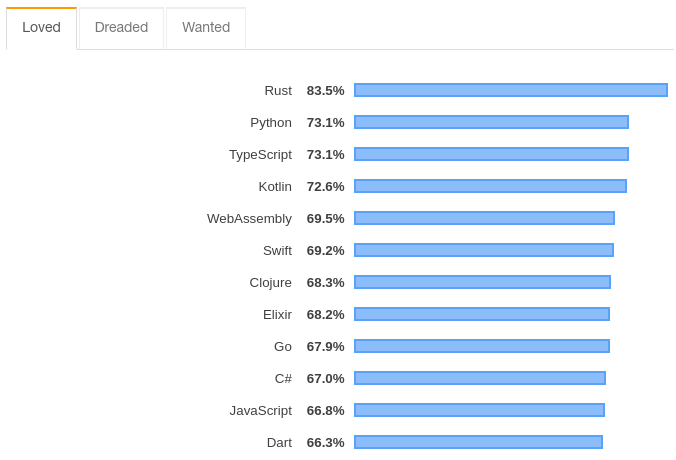 Loved Dreaded Wanted
Rust 83.5%
Python 73.1%
TypeScript 73.1%
Kotlin 72.6%
WebAssembly 69.5%
Swift 69.2%
Clojure 68.3%
Elixir 68.2%
Go 67.9%
C# 67.0%
JavaScript 66.8%
Dart 66.3%